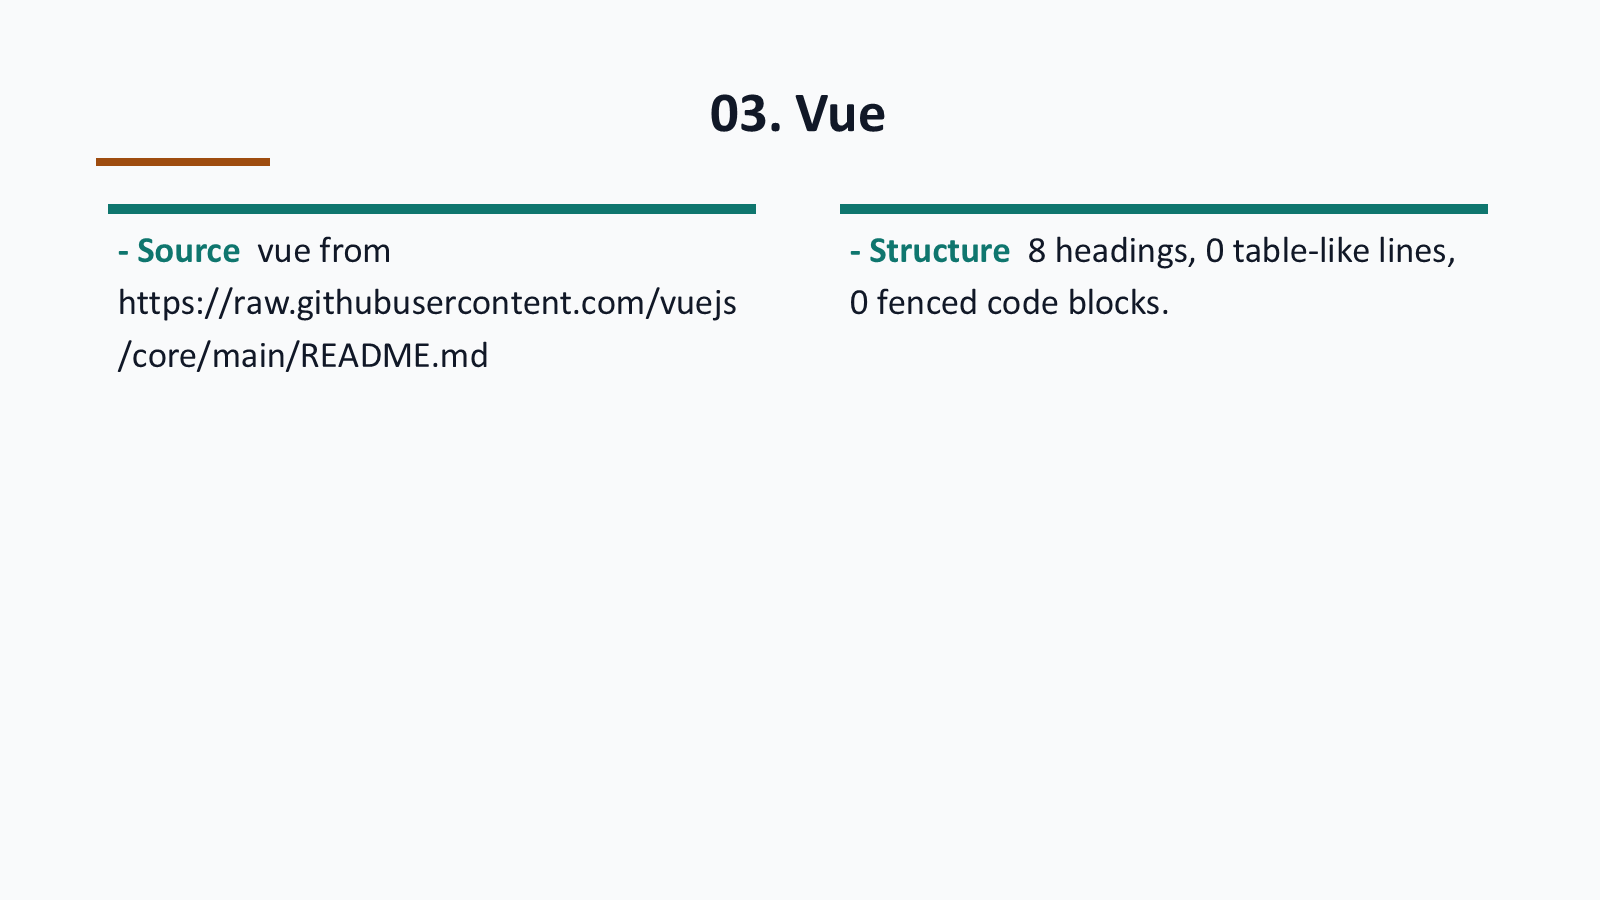 03. Vue
- Source  vue from
https://raw.githubusercontent.com/vuejs
/core/main/README.md
- Structure  8 headings, 0 table-like lines,
0 fenced code blocks.